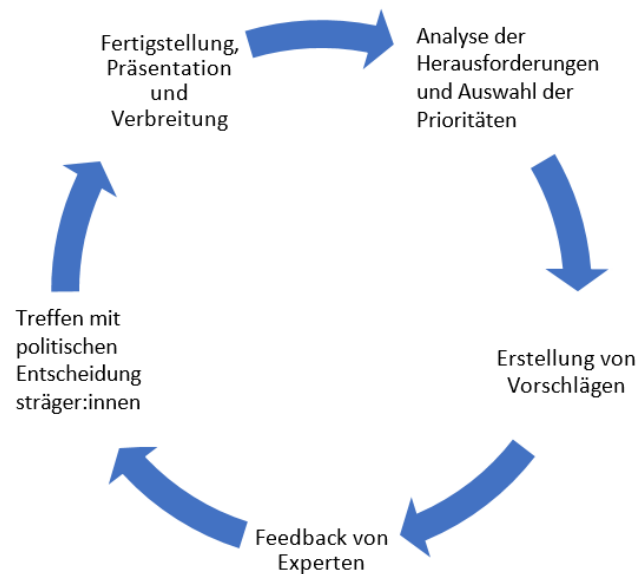 Fertigstellung,
Präsentation
und
Verbreitung
Analyse der
Herausforderungen
und Auswahl der
Prioritäten
Erstellung von
Vorschlägen
Feedback von
Experten
Treffen mit
politischen
Entscheidung
sträger:innen